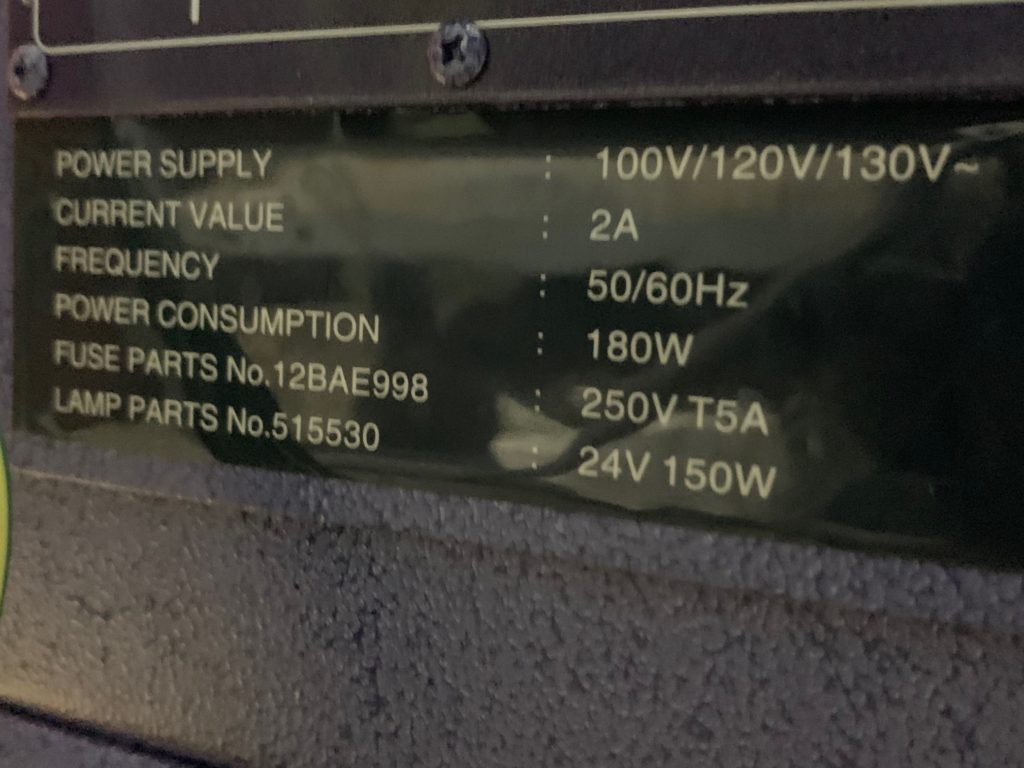 POWER SUPPLY : 100V/120V/130V~
CURRENT VALUE : 2A
FREQUENCY : 50/60Hz
POWER CONSUMPTION : 180W
FUSE PARTS No.12BAE998 : 250V T5A
LAMP PARTS No.515530 : 24V 150W